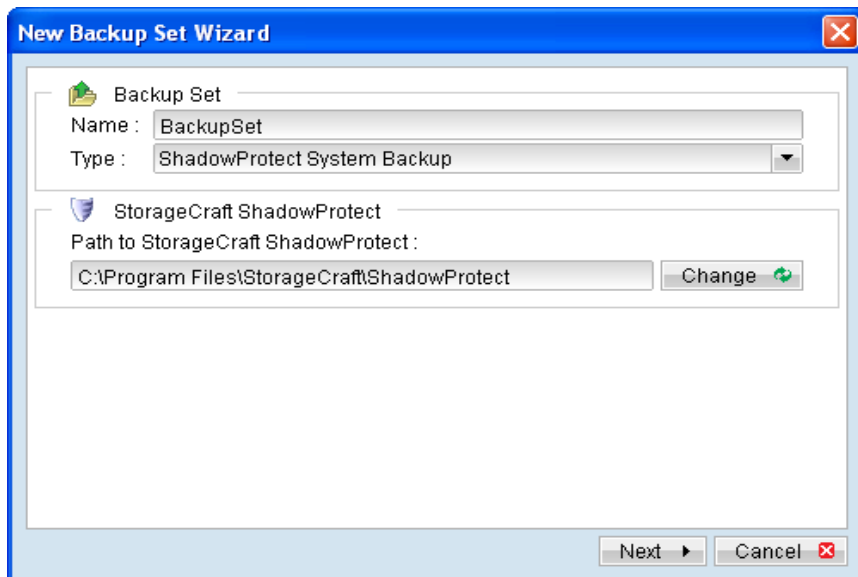 New Backup Set Wizard
Backup Set
Name : BackupSet
Type : ShadowProtect System Backup
StorageCraft ShadowProtect
Path to StorageCraft ShadowProtect :
C:\Program Files\StorageCraft\ShadowProtect Change
Next Cancel